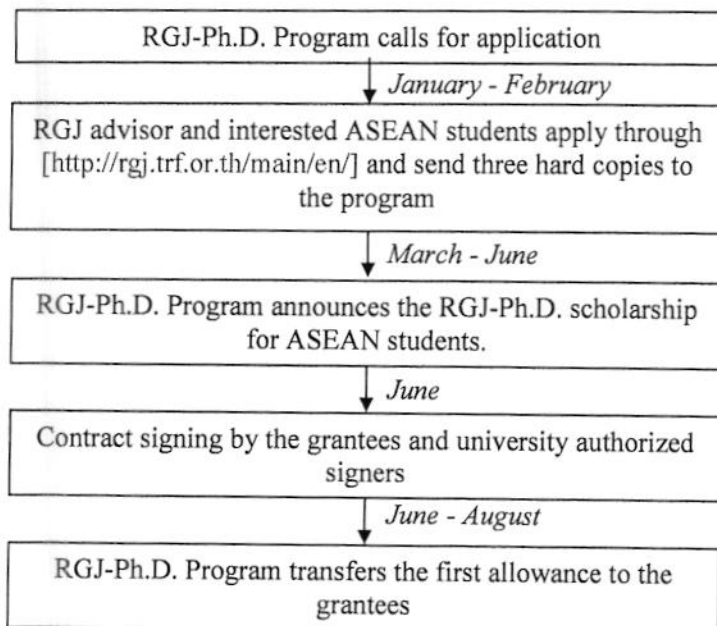 RGJ-Ph.D. Program calls for application
January - February
RGJ advisor and interested ASEAN students apply through
[http://rgj.trf.or.th/main/en/] and send three hard copies to
the program
March - June
RGJ-Ph.D. Program announces the RGJ-Ph.D. scholarship
for ASEAN students.
June
Contract signing by the grantees and university authorized
signers
June - August
RGJ-Ph.D. Program transfers the first allowance to the
grantees